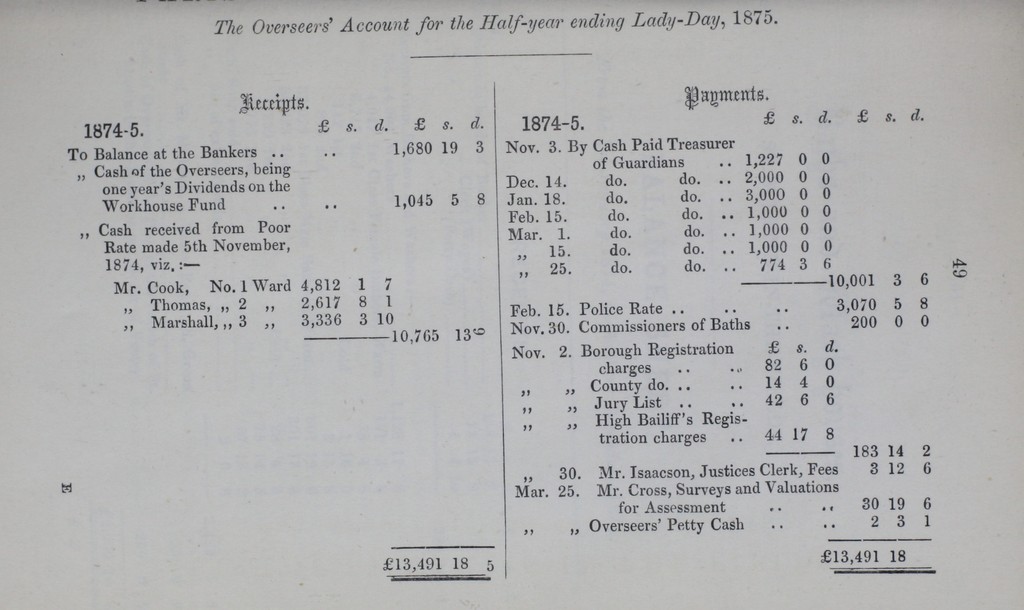 The Overseers' Account for the Half-year ending Lady-Day, 1875.
Receipts.
1874-5. £ s. d. £ s. d.
To Balance at the Bankers .. .. 1,680 19 3
„ Cash of the Overseers, being
one year's Dividends on the
Workhouse Fund .. .. 1,045 5 8
„ Cash received from Poor
Rate made 5th November,
1874, viz.:—
Mr. Cook, No. 1 Ward 4,812 1 7
„ Thomas, „ 2 „ 2,617 8 1
„ Marshall, „ 3 „ 3,336 3 10
10,765 13 6
£13,491 18 5
E
Payments.
1874-5. £ s. d. £ s. d.
Nov. 3. By Cash Paid Treasurer
of Guardians .. 1,227 0 0
Dec. 14. do. do. .. 2,000 0 0
Jan. 18. do. do. .. 3,000 0 0
Feb. 15. do. do. .. 1,000 0 0
Mar. 1. do. do. .. 1,000 0 0
„ 15. do. do. .. 1,000 0 0
„ 25. do. do. .. 774 3 6
10,001 3 6
Feb. 15. Police Rate .. .. .. 3,070 5 8
Nov. 30. Commissioners of Baths .. 200 0 0
£ s. d.
Nov. 2. Borough Registration
charges .. .. 82 6 0
„ „ County do. .. .. 14 4 0
„ „ Jury List .. .. 42 6 6
„ „ High Bailiff's Regis-
tration charges .. 44 17 8
183 14 2
„ 30. Mr. Isaacson, Justices Clerk, Fees 3 12 6
Mar. 25. Mr. Cross, Surveys and Valuations
for Assessment .. .. 30 19 6
„ „ Overseers' Petty Cash .. .. 2 3 1
£13,491 18
49